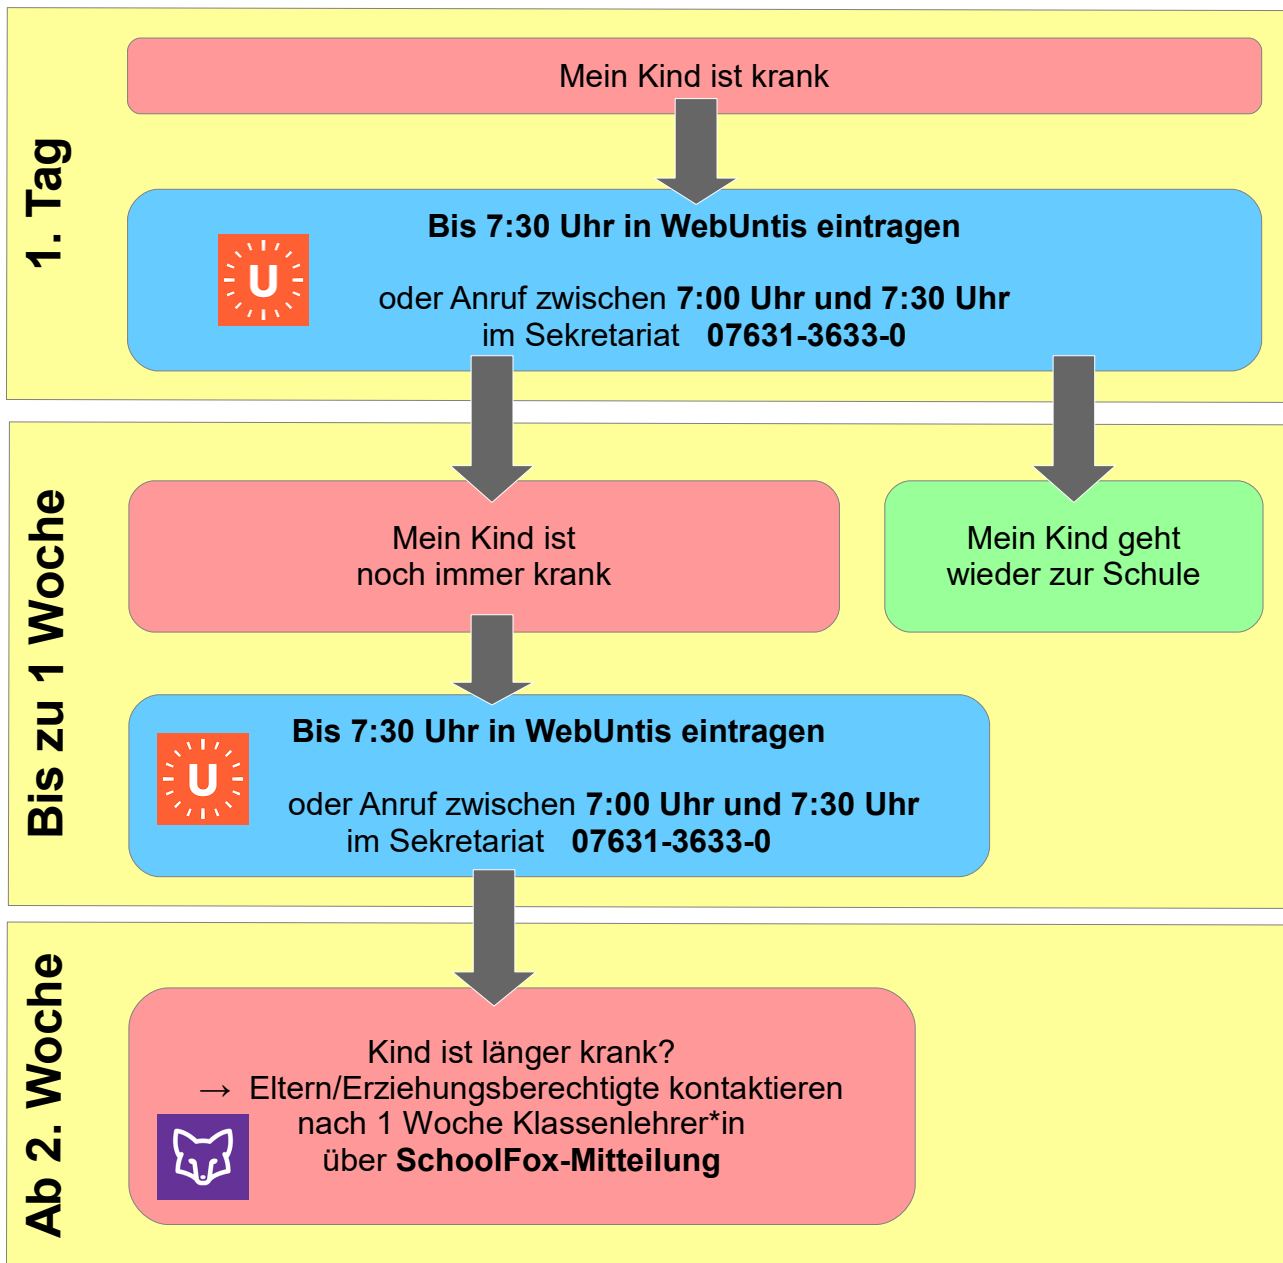 1. Tag
Mein Kind ist krank
Bis 7:30 Uhr in WebUntis eintragen
U
oder Anruf zwischen 7:00 Uhr und 7:30 Uhr
im Sekretariat 07631-3633-0
Bis zu 1 Woche
Mein Kind ist
noch immer krank
Mein Kind geht
wieder zur Schule
Bis 7:30 Uhr in WebUntis eintragen
U
oder Anruf zwischen 7:00 Uhr und 7:30 Uhr
im Sekretariat 07631-3633-0
Ab 2. Woche
Kind ist länger krank?
→ Eltern/Erziehungsberechtigte kontaktieren
nach 1 Woche Klassenlehrer*in
über SchoolFox-Mitteilung